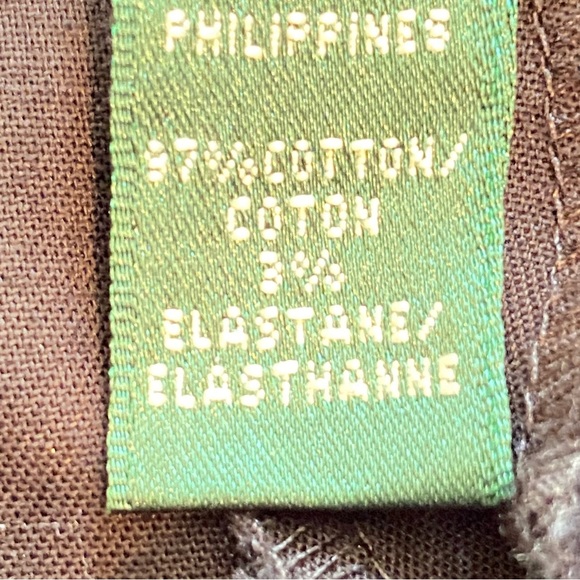 PHILIPPINES
97%COTTON/
COTON
3%
ELASTANE/
ELASTHANNE